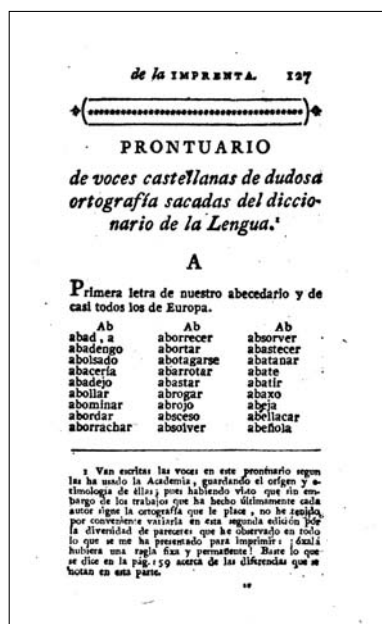 de la IMPRENTA. 127
PRONTUARIO
de voces castellanas de dudosa
ortografía sacadas del diccio-
nario de la Lengua.¹
A
Primera letra de nuestro abecedario y de
casi todos los de Europa.
Ab Ab Ab
abad, a aborrecer absorver
abadengo abortar abastecer
abolsado abotagarse abatanar
abacería abarrotar abate
abadejo abastar abatir
abollar abrogar abaxo
abominar abrojo abeja
abordar absceso abellacar
aborrachar absolver abeñola
1 Van escritas las voces en este prontuario segun
las ha usado la Academia, guardando el orígen y e-
timología de éllas; pues habiendo visto que sin em-
bargo de los trabajos que ha hecho últimamente cada
autor sigue la ortografía que le place, no he tenido
por conveniente variarla en esta segunda edición por
la diversidad de pareceres que he observado en todo
lo que se me ha presentado para imprimir: ¡óxalá
hubiera una regla fixa y permanente! Baste lo que
se dice en la pág. 159 acerca de las diferencias que se
notan en esta parte.